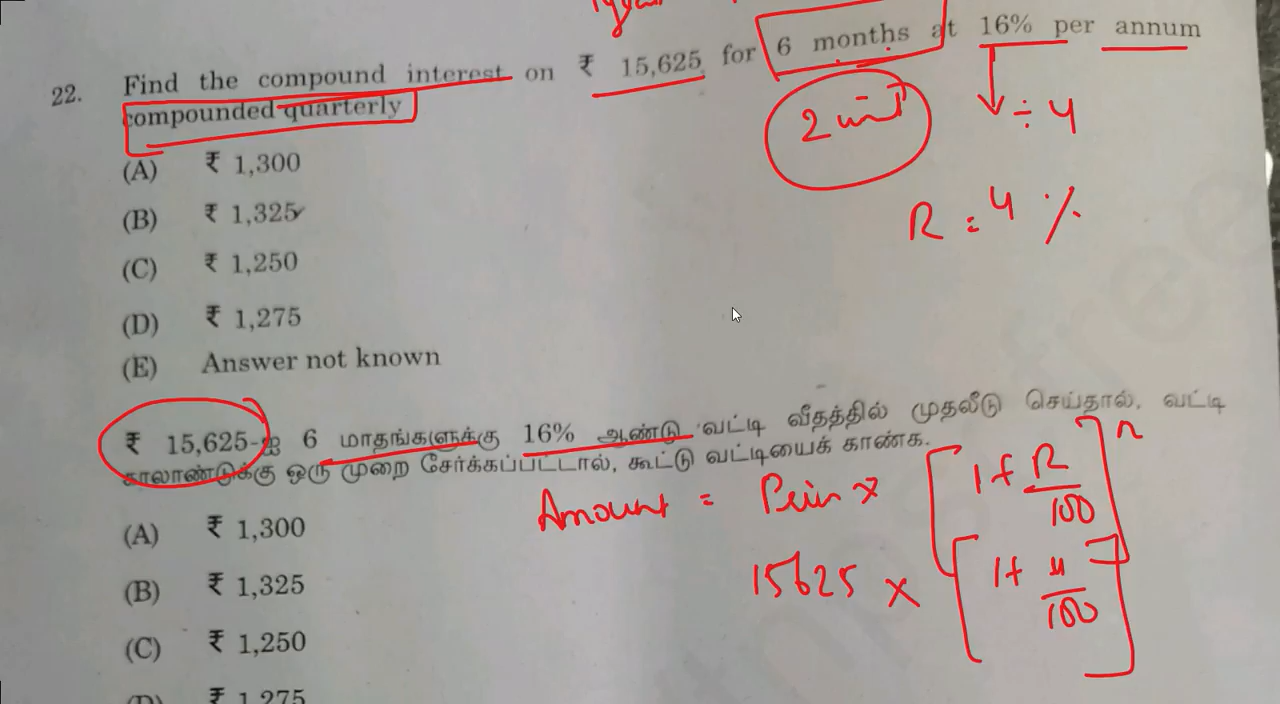 22. Find the compound interest on ₹ 15,625 for 6 months at 16% per annum
compounded quarterly
2
÷ 4
R = 4 %
(A) ₹ 1,300
(B) ₹ 1,325
(C) ₹ 1,250
(D) ₹ 1,275
(E) Answer not known
₹ 15,625-ஐ 6 மாதங்களுக்கு 16% ஆண்டு வட்டி வீதத்தில் முதலீடு செய்தால், வட்டி
காலாண்டுக்கு ஒரு முறை சேர்க்கப்பட்டால், கூட்டு வட்டியைக் காண்க.
Amount = Prin × [1 + R/100]n
15625 × [1 + 4/100]
(A) ₹ 1,300
(B) ₹ 1,325
(C) ₹ 1,250
(D) ₹ 1,275